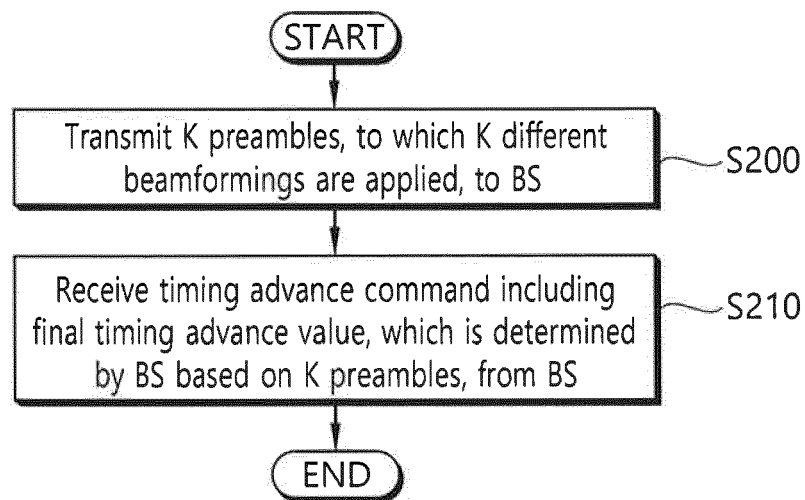 START
Transmit K preambles, to which K different
beamformings are applied, to BS
S200
Receive timing advance command including
final timing advance value, which is determined
by BS based on K preambles, from BS
S210
END